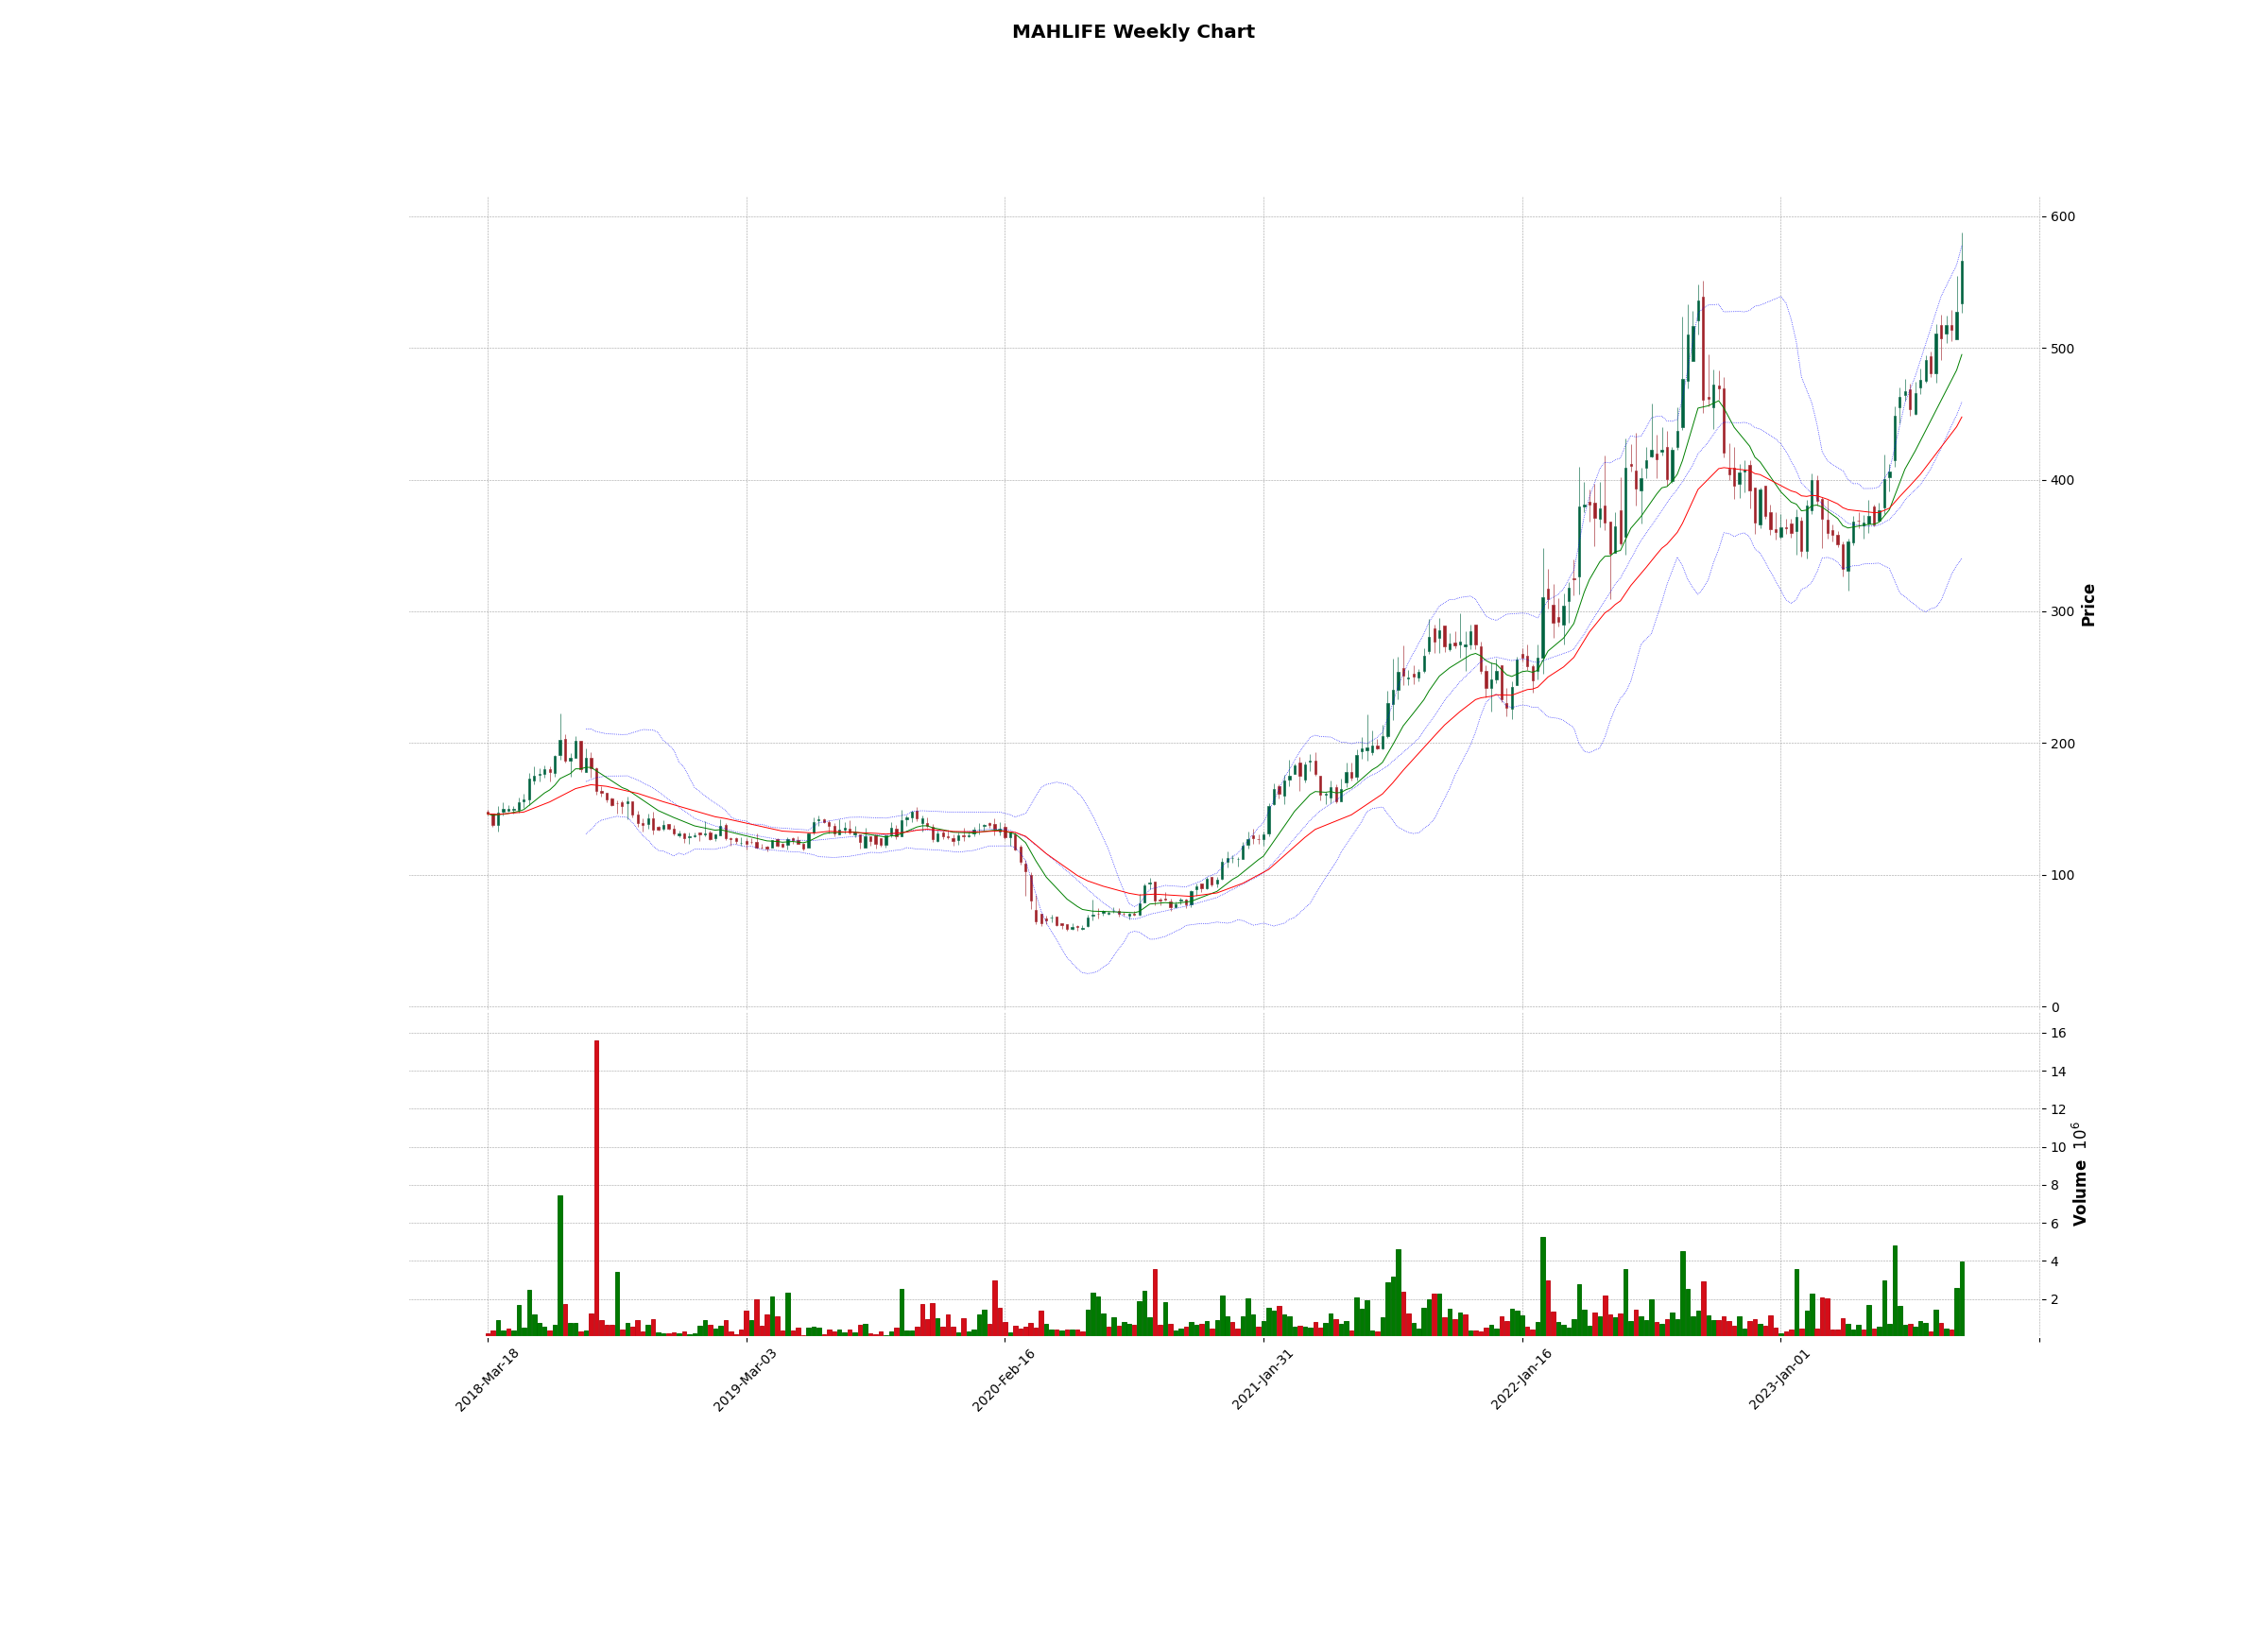 MAHLIFE Weekly Chart
600
500
400
300
200
100
0
Price
16
14
12
10
8
6
4
2
Volume 10^6
2018-Mar-18
2019-Mar-03
2020-Feb-16
2021-Jan-31
2022-Jan-16
2023-Jan-01